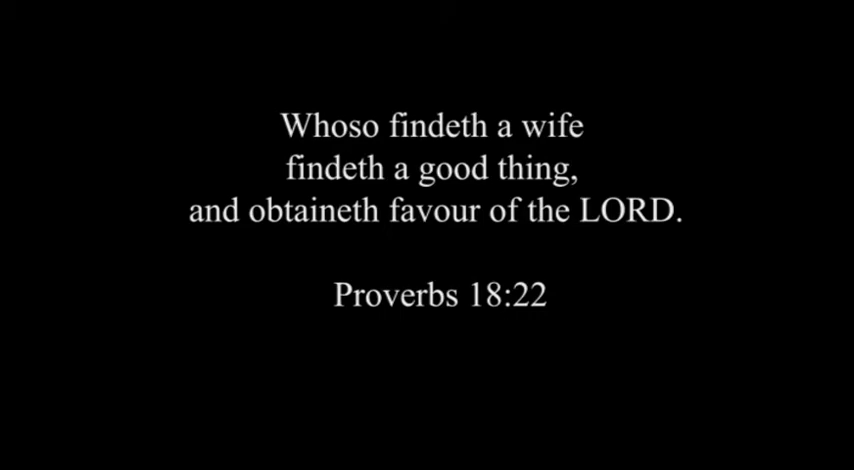 Whoso findeth a wife
findeth a good thing,
and obtaineth favour of the LORD.
Proverbs 18:22